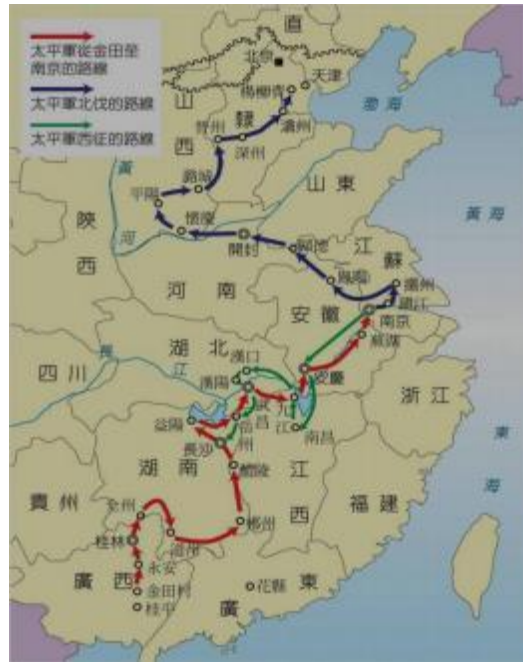 太平軍從金田至
南京的路線
太平軍北伐的路線
太平軍西征的路線
直
隸
北京
天津
楊柳青
滄州
深州
晉州
山
西
渤海
山東
黃海
潞城
平陽
懷慶
黃
河
開封
歸德
鳳陽
江
蘇
揚州
鎮江
南京
蕪湖
陝
西
河南
安徽
安慶
湖北
漢口
漢陽
武
昌
九
江
南昌
四川
長
江
浙江
益陽
岳
州
長沙
醴陵
湖南
江
西
東
海
貴州
全州
桂林
道州
郴州
福建
永安
廣西
金田村
桂平
花縣
廣
東